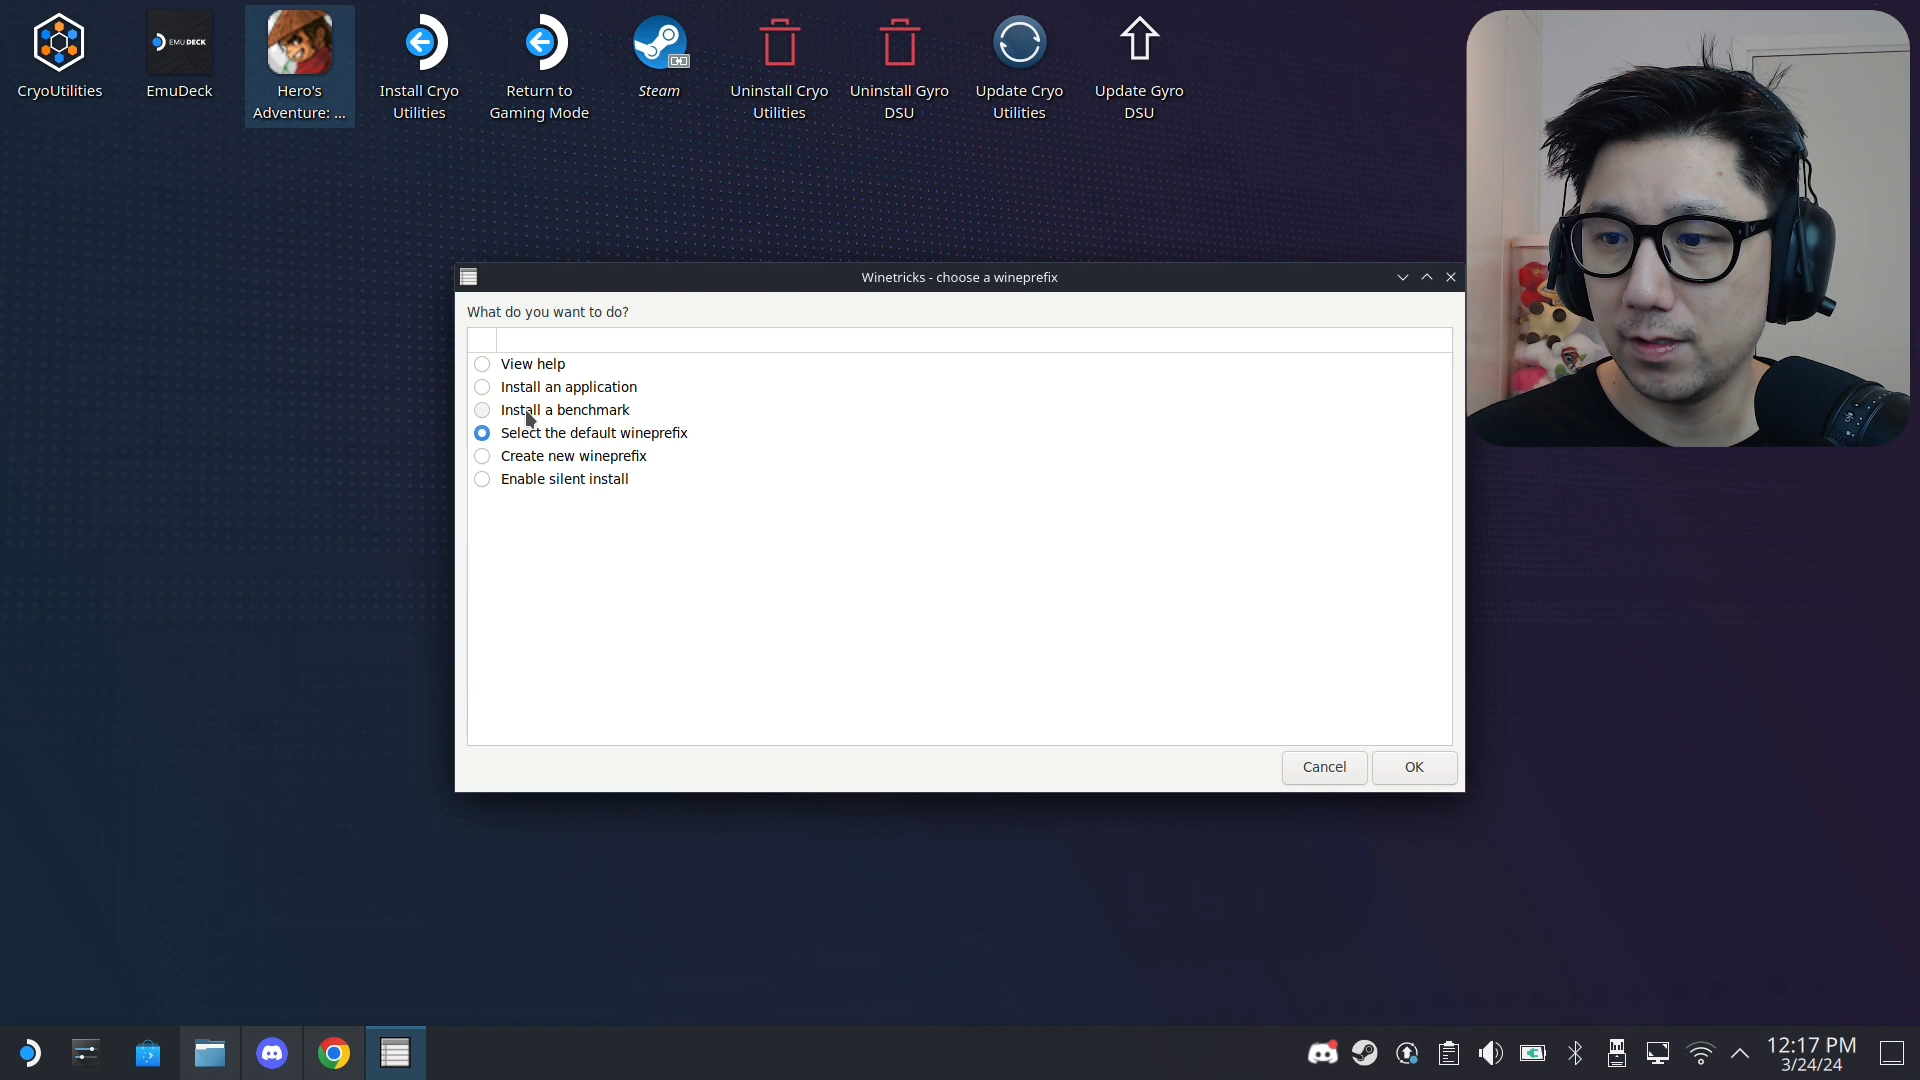 CryoUtilities
EMUDECK
EmuDeck
Hero's
Adventure: ...
Install Cryo
Utilities
Return to
Gaming Mode
Steam
Uninstall Cryo
Utilities
Uninstall Gyro
DSU
Update Cryo
Utilities
Update Gyro
DSU
Winetricks - choose a wineprefix
What do you want to do?
View help
Install an application
Install a benchmark
Select the default wineprefix
Create new wineprefix
Enable silent install
Cancel
OK
12:17 PM
3/24/24